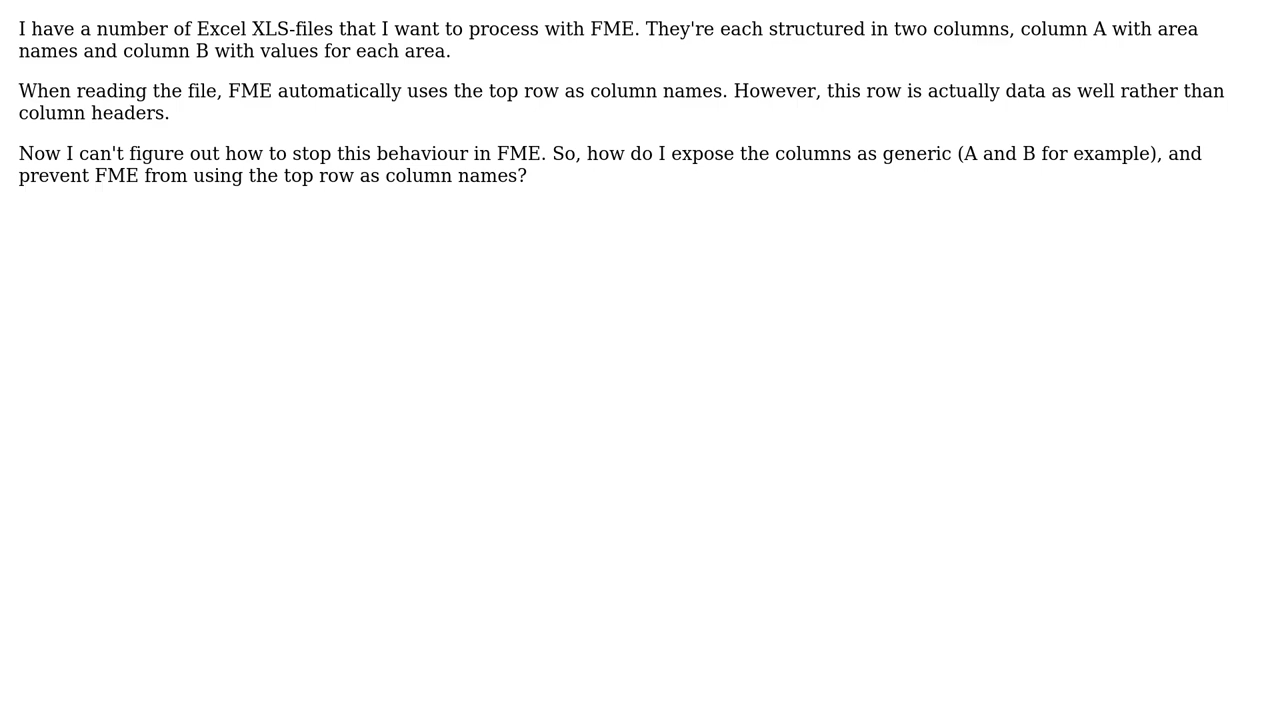 I have a number of Excel XLS-files that I want to process with FME. They're each structured in two columns, column A with area
names and column B with values for each area.
When reading the file, FME automatically uses the top row as column names. However, this row is actually data as well rather than
column headers.
Now I can't figure out how to stop this behaviour in FME. So, how do I expose the columns as generic (A and B for example), and
prevent FME from using the top row as column names?